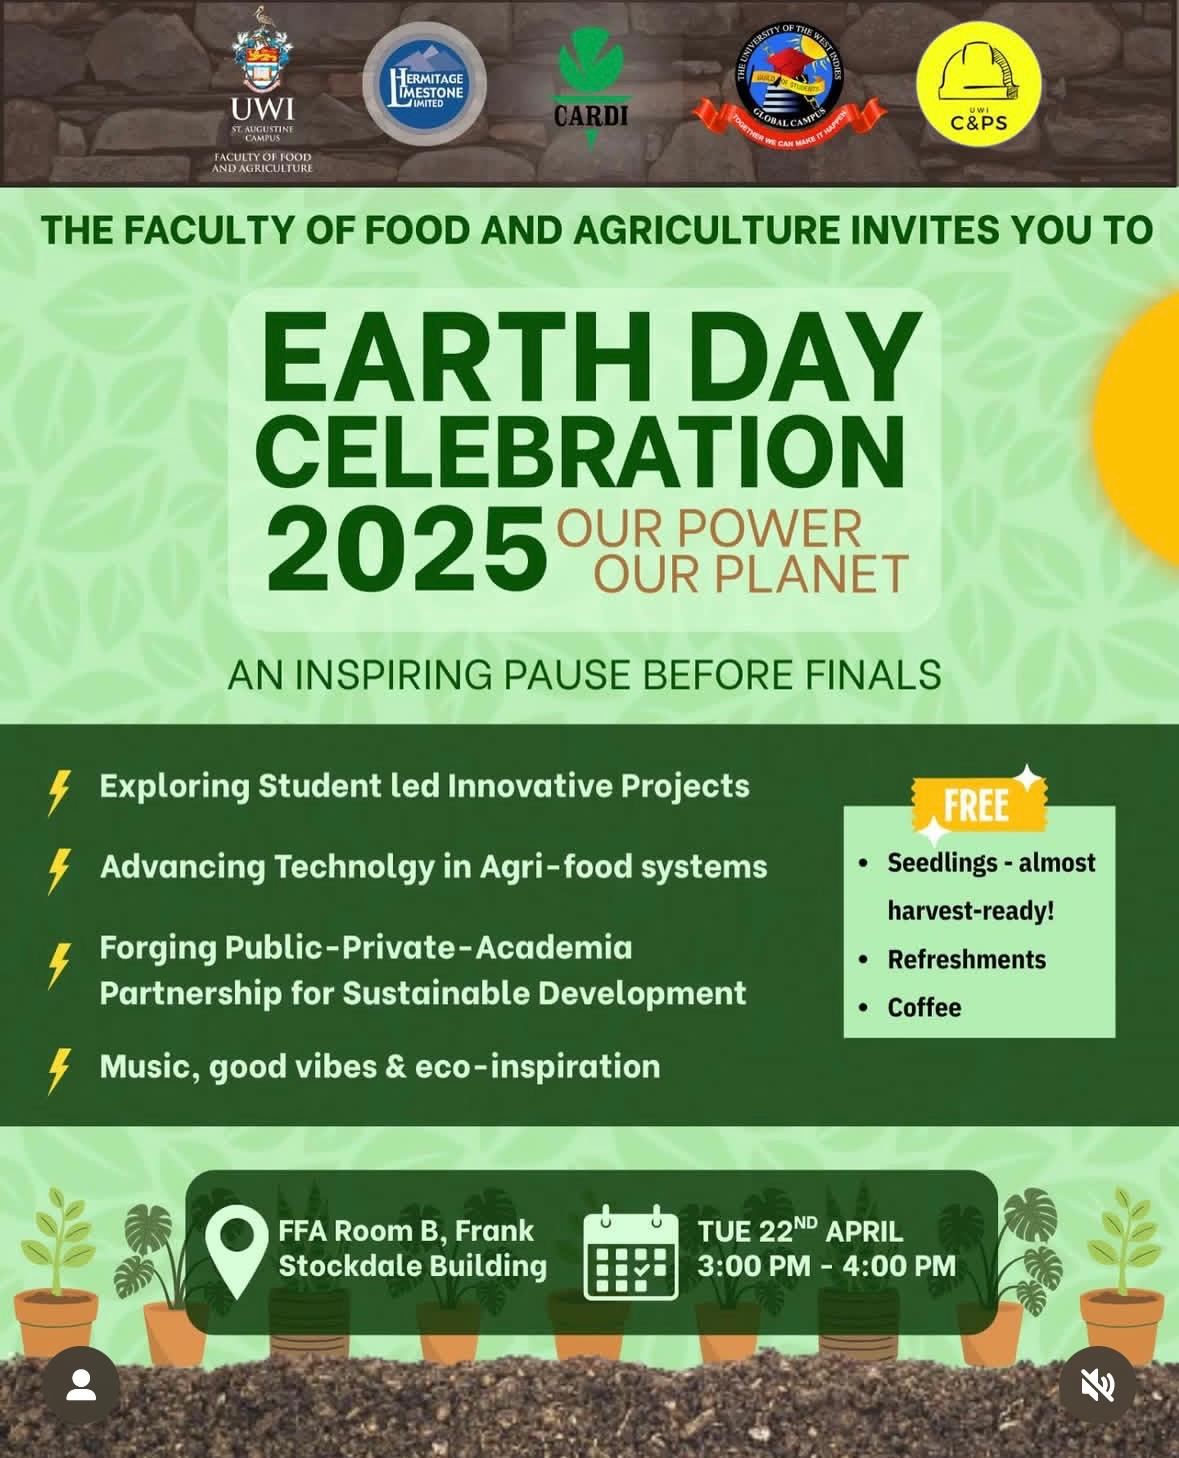 UWI
ST. AUGUSTINE
CAMPUS
FACULTY OF FOOD
AND AGRICULTURE
HERMITAGE
LIMESTONE
LIMITED
CARDI
THE UNIVERSITY OF THE WEST INDIES
GUILD OF STUDENTS
GLOBAL CAMPUS
TOGETHER WE CAN MAKE IT HAPPEN
UWI
C&PS
THE FACULTY OF FOOD AND AGRICULTURE INVITES YOU TO
EARTH DAY
CELEBRATION
2025 OUR POWER
OUR PLANET
AN INSPIRING PAUSE BEFORE FINALS
Exploring Student led Innovative Projects
Advancing Technolgy in Agri-food systems
Forging Public-Private-Academia
Partnership for Sustainable Development
Music, good vibes & eco-inspiration
FREE
• Seedlings - almost
harvest-ready!
• Refreshments
• Coffee
FFA Room B, Frank
Stockdale Building
TUE 22ND APRIL
3:00 PM - 4:00 PM